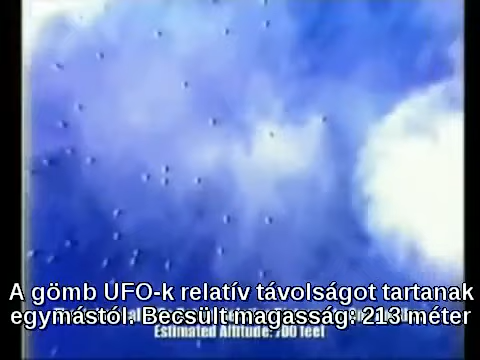 A gömb UFO-k relatív távolságot tartanak
egymástól. Becsült magasság: 213 méter
Estimated Altitude: 700 feet